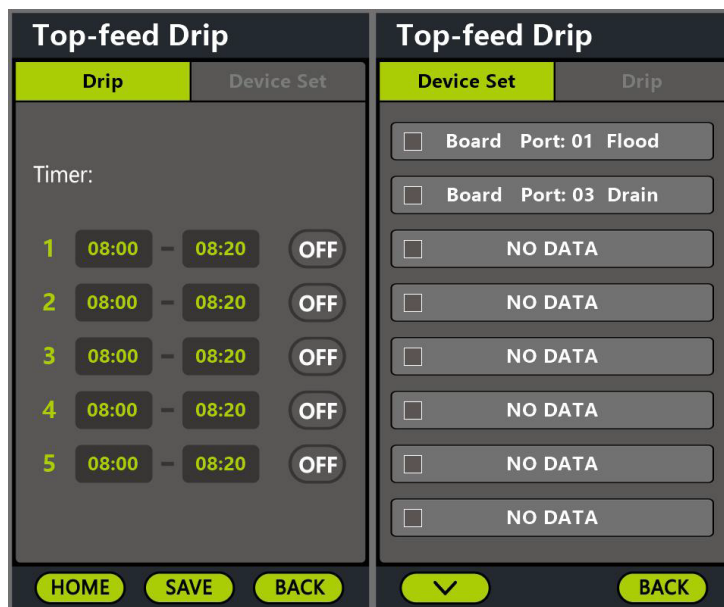 Top-feed Drip
Drip Device Set
Timer:
1 08:00 – 08:20 OFF
2 08:00 – 08:20 OFF
3 08:00 – 08:20 OFF
4 08:00 – 08:20 OFF
5 08:00 – 08:20 OFF
HOME SAVE BACK
Top-feed Drip
Device Set Drip
Board Port: 01 Flood
Board Port: 03 Drain
NO DATA
NO DATA
NO DATA
NO DATA
NO DATA
NO DATA
BACK